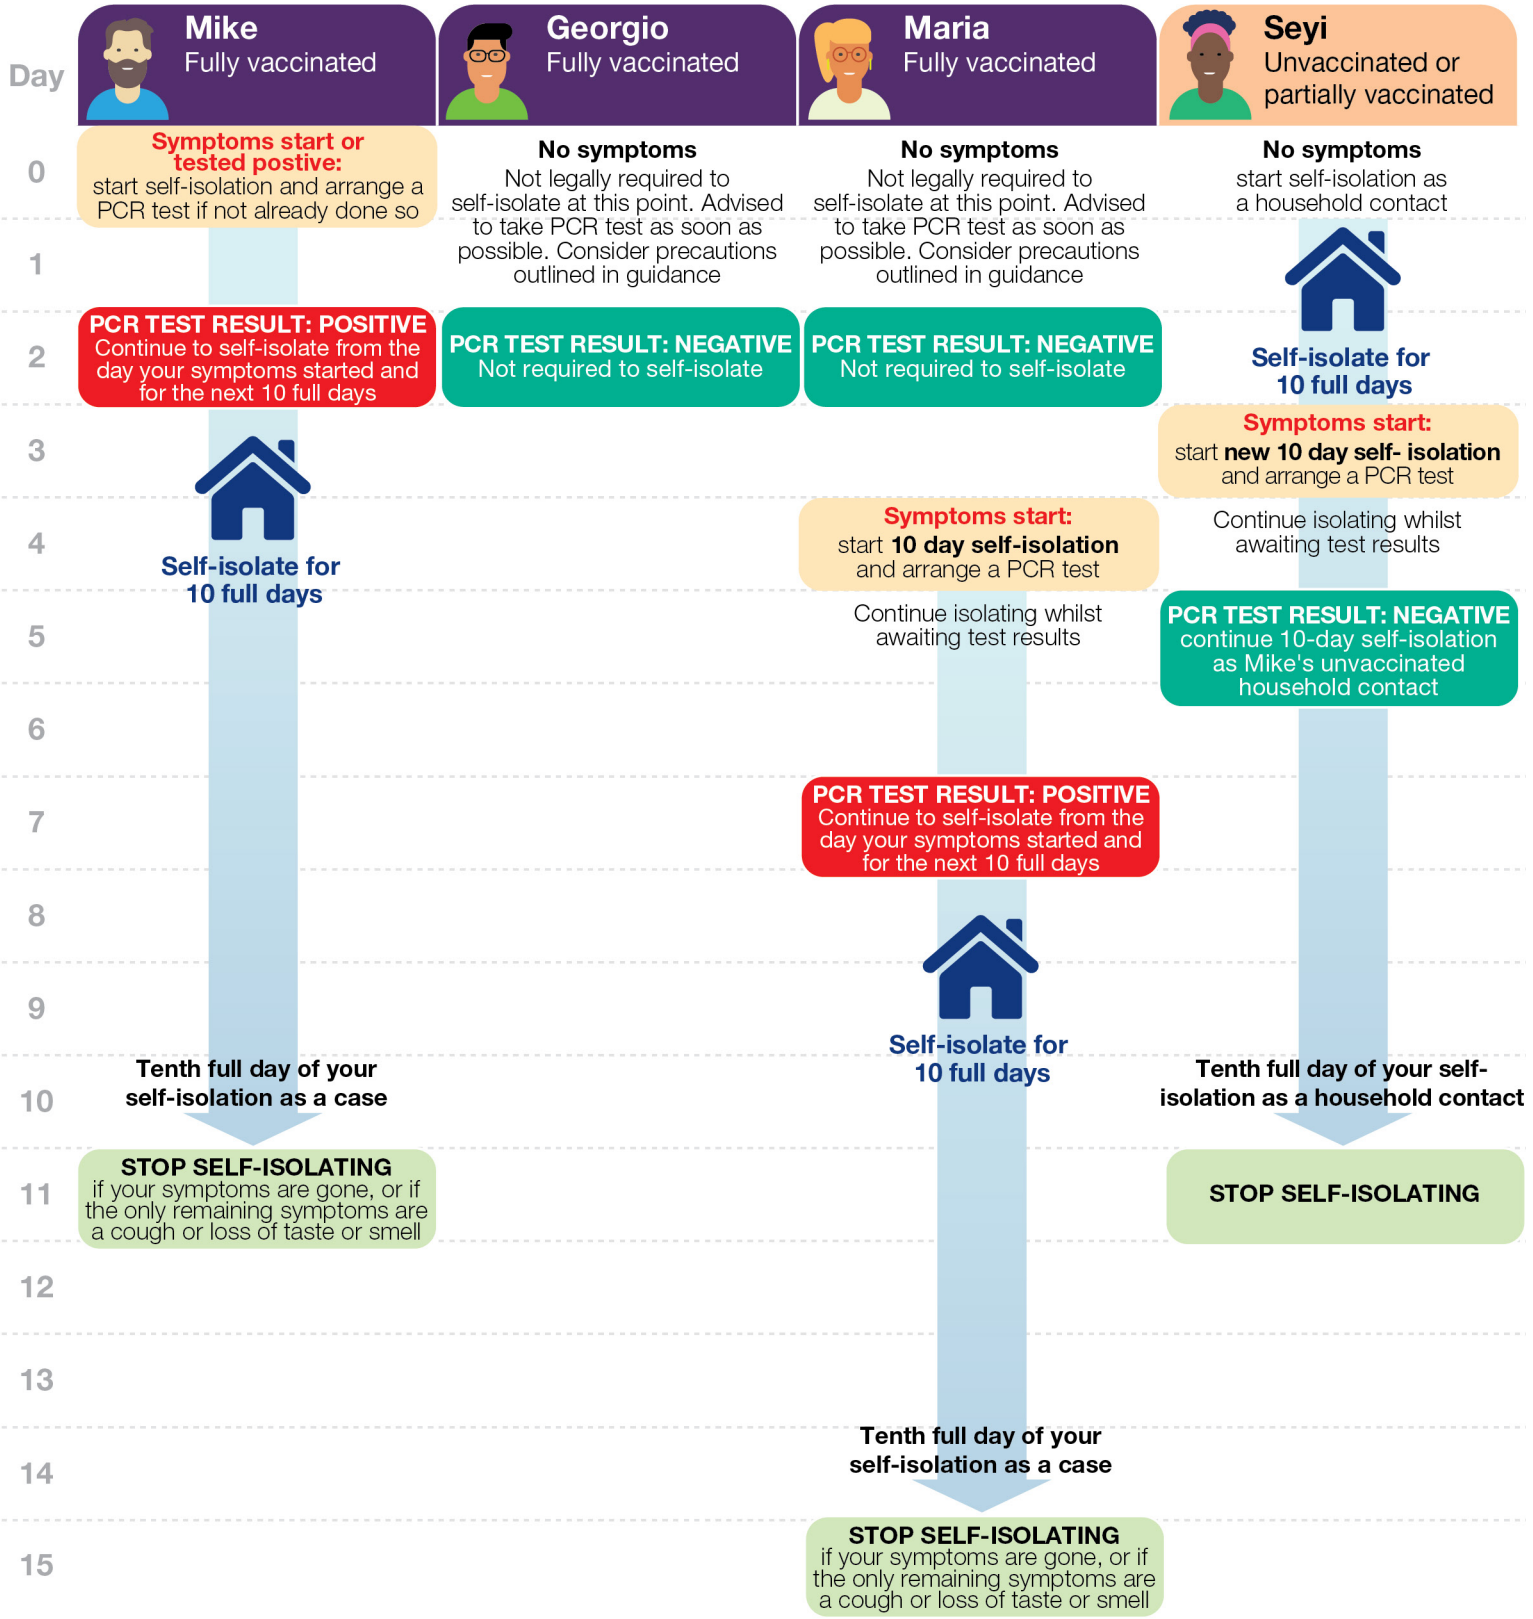 Day
Mike
Fully vaccinated
Georgio
Fully vaccinated
Maria
Fully vaccinated
Seyi
Unvaccinated or
partially vaccinated
0
Symptoms start or
tested postive:
start self-isolation and arrange a
PCR test if not already done so
No symptoms
Not legally required to
self-isolate at this point. Advised
to take PCR test as soon as
possible. Consider precautions
outlined in guidance
No symptoms
Not legally required to
self-isolate at this point. Advised
to take PCR test as soon as
possible. Consider precautions
outlined in guidance
No symptoms
start self-isolation as
a household contact
1
2
PCR TEST RESULT: POSITIVE
Continue to self-isolate from the
day your symptoms started and
for the next 10 full days
PCR TEST RESULT: NEGATIVE
Not required to self-isolate
PCR TEST RESULT: NEGATIVE
Not required to self-isolate
Self-isolate for
10 full days
3
Symptoms start:
start new 10 day self- isolation
and arrange a PCR test
4
Self-isolate for
10 full days
Symptoms start:
start 10 day self-isolation
and arrange a PCR test
Continue isolating whilst
awaiting test results
5
Continue isolating whilst
awaiting test results
PCR TEST RESULT: NEGATIVE
continue 10-day self-isolation
as Mike's unvaccinated
household contact
6
7
PCR TEST RESULT: POSITIVE
Continue to self-isolate from the
day your symptoms started and
for the next 10 full days
8
9
Self-isolate for
10 full days
10
Tenth full day of your
self-isolation as a case
Tenth full day of your self-
isolation as a household contact
11
STOP SELF-ISOLATING
if your symptoms are gone, or if
the only remaining symptoms are
a cough or loss of taste or smell
STOP SELF-ISOLATING
12
13
14
Tenth full day of your
self-isolation as a case
15
STOP SELF-ISOLATING
if your symptoms are gone, or if
the only remaining symptoms are
a cough or loss of taste or smell